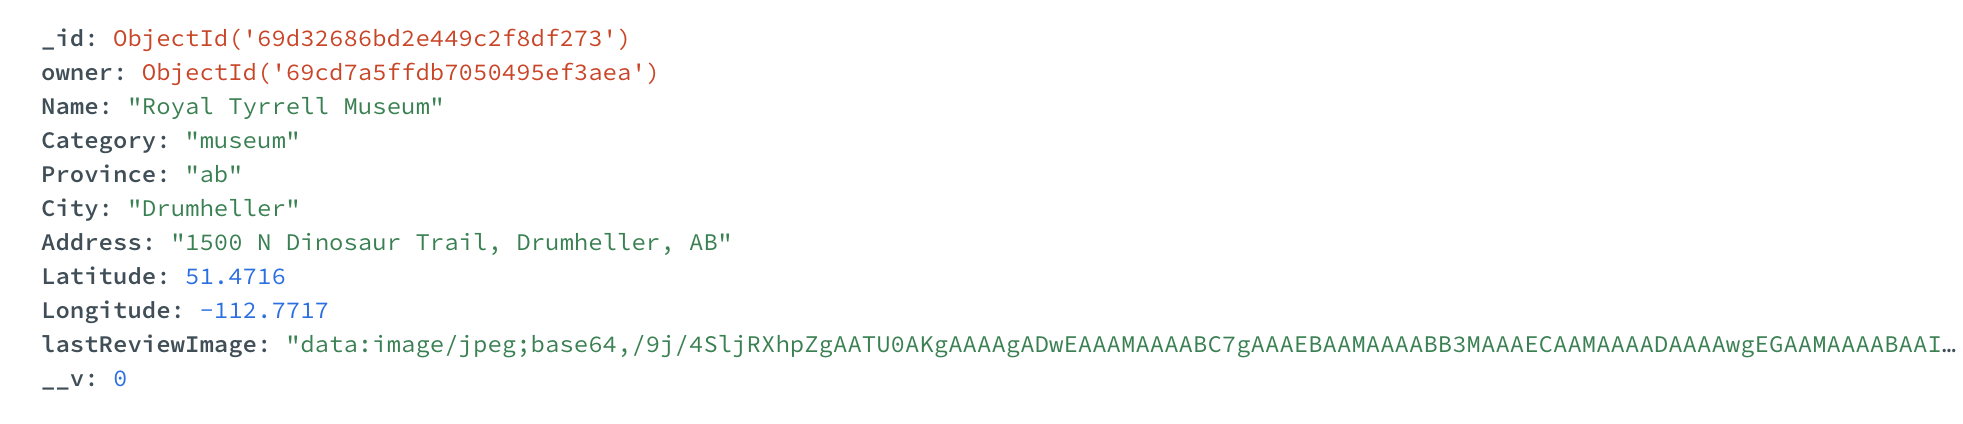 _id: ObjectId('69d32686bd2e449c2f8df273')
owner: ObjectId('69cd7a5ffdb7050495ef3aea')
Name: "Royal Tyrrell Museum"
Category: "museum"
Province: "ab"
City: "Drumheller"
Address: "1500 N Dinosaur Trail, Drumheller, AB"
Latitude: 51.4716
Longitude: -112.7717
lastReviewImage: "data:image/jpeg;base64,/9j/4SljRXhpZgAATU0AKgAAAAgADwEAAAMAAAABC7gAAAEBAAMAAAABB3MAAAECAAMAAAADAAAAwgEGAAMAAAABAAI…
__v: 0